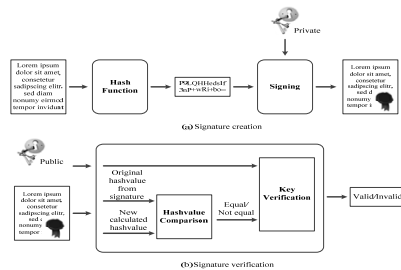 Private
Lorem ipsum
dolor sit amet,
consetetur
sadipscing elitr,
sed diam
nonumy eirmod
tempor invidunt
Hash
Function
Signing
Lorem ipsum
dolor sit amet,
consetetur
sadipscing elitr,
sed d
nonumy
tempor i
(a) Signature creation
Public
Original
hashvalue
from
signature
Key
Verification
Lorem ipsum
dolor sit amet,
consetetur
sadipscing elitr,
sed
nonumy
tempor
New
calculated
hashvalue
Hashvalue
Comparison
Equal/
Not equal
Valid/Invalid
(b) Signature verification